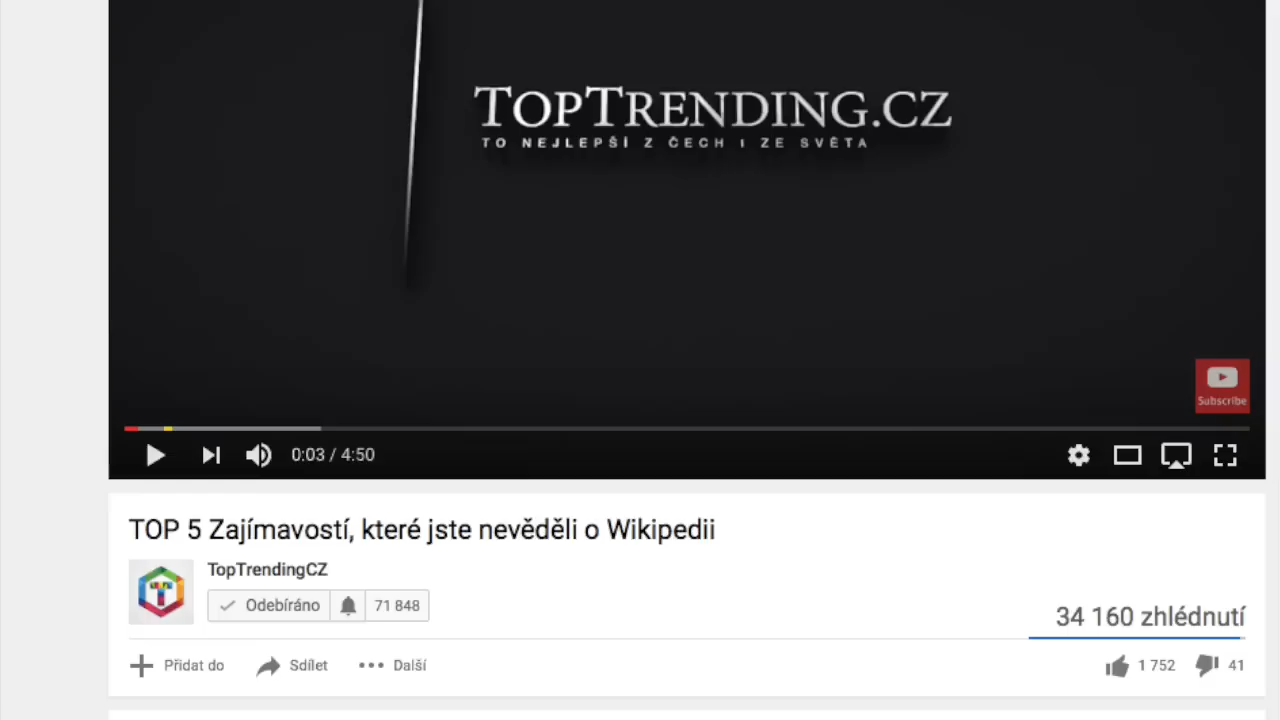 TOPTRENDING.CZ
TO NEJLEPŠÍ Z ČECH I ZE SVĚTA
Subscribe
0:03 / 4:50
TOP 5 Zajímavostí, které jste nevěděli o Wikipedii
TopTrendingCZ
Odebíráno 71 848
34 160 zhlédnutí
Přidat do Sdílet Další 1 752 41